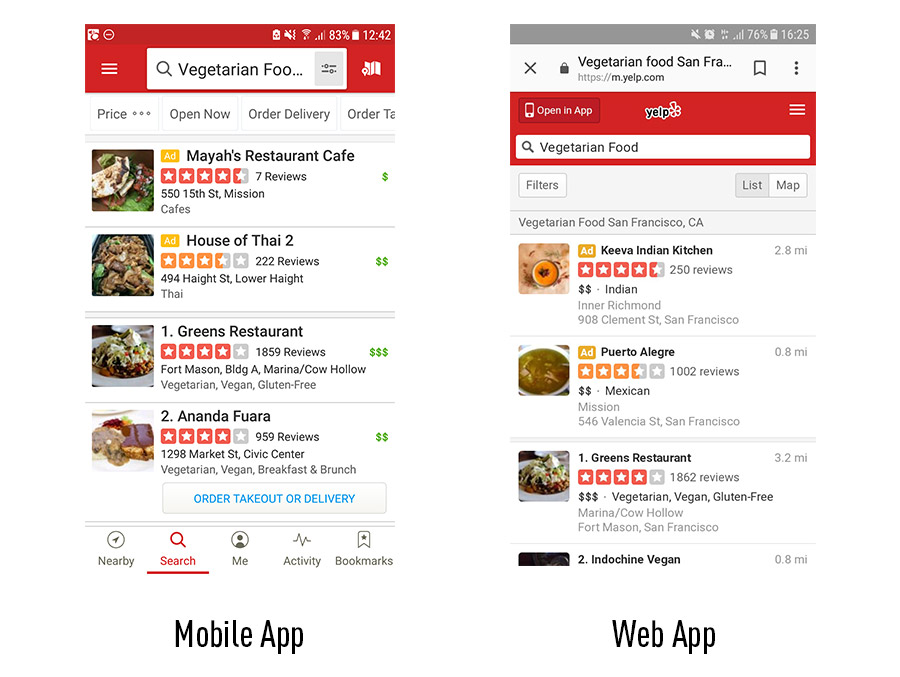 83% 12:42
Vegetarian Foo...
Price
Open Now
Order Delivery
Order Ta
Ad Mayah's Restaurant Cafe
7 Reviews $
550 15th St, Mission
Cafes
Ad House of Thai 2
222 Reviews $$
494 Haight St, Lower Haight
Thai
1. Greens Restaurant
1859 Reviews $$$
Fort Mason, Bldg A, Marina/Cow Hollow
Vegetarian, Vegan, Gluten-Free
2. Ananda Fuara
959 Reviews $$
1298 Market St, Civic Center
Vegetarian, Vegan, Breakfast & Brunch
ORDER TAKEOUT OR DELIVERY
Nearby
Search
Me
Activity
Bookmarks
Mobile App
76% 16:25
Vegetarian food San Fra...
https://m.yelp.com
Open in App
yelp
Vegetarian Food
Filters
List
Map
Vegetarian Food San Francisco, CA
Ad Keeva Indian Kitchen 2.8 mi
250 reviews
$$ · Indian
Inner Richmond
908 Clement St, San Francisco
Ad Puerto Alegre 0.8 mi
1002 reviews
$$ · Mexican
Mission
546 Valencia St, San Francisco
1. Greens Restaurant 3.2 mi
1862 reviews
$$$ · Vegetarian, Vegan, Gluten-Free
Marina/Cow Hollow
Fort Mason, San Francisco
2. Indochine Vegan 0.8 mi
Web App